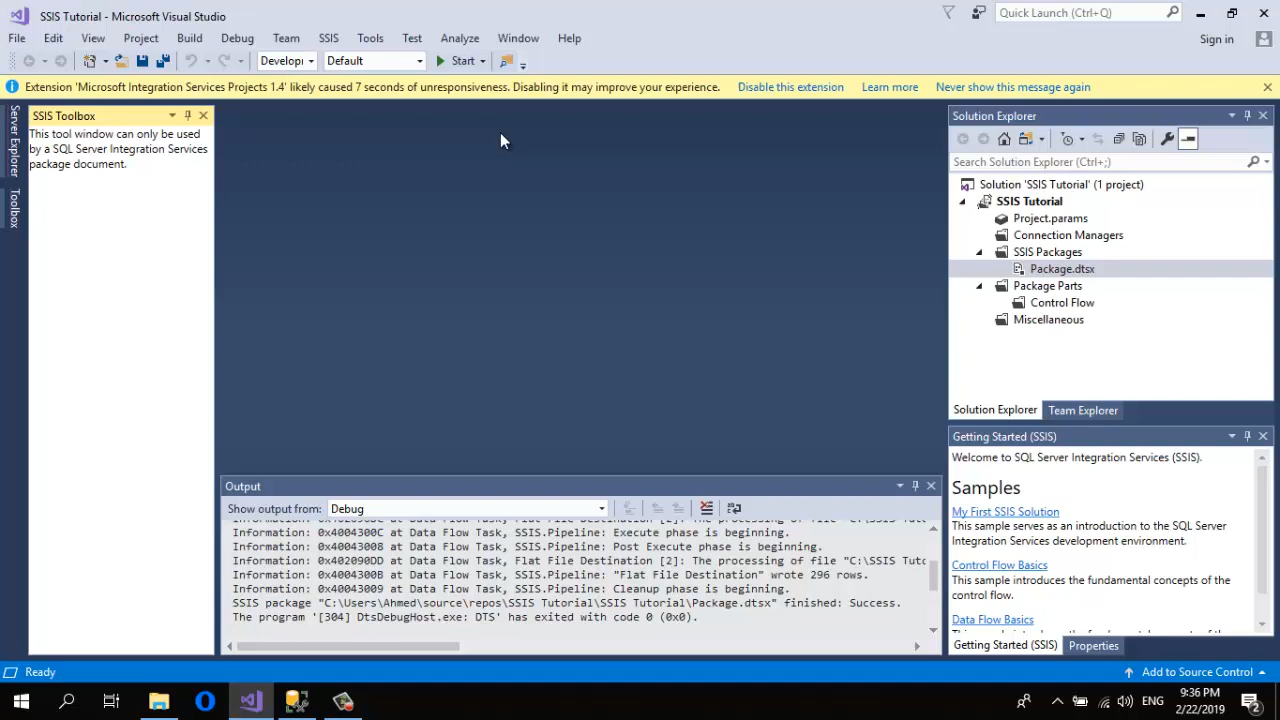 SSIS Tutorial - Microsoft Visual Studio
Quick Launch (Ctrl+Q)
File Edit View Project Build Debug Team SSIS Tools Test Analyze Window Help
Sign in
Develop Default Start
Extension 'Microsoft Integration Services Projects 1.4' likely caused 7 seconds of unresponsiveness. Disabling it may improve your experience. Disable this extension Learn more Never show this message again
Server Explorer
Toolbox
SSIS Toolbox
This tool window can only be used
by a SQL Server Integration Services
package document.
Solution Explorer
Search Solution Explorer (Ctrl+;)
Solution 'SSIS Tutorial' (1 project)
SSIS Tutorial
Project.params
Connection Managers
SSIS Packages
Package.dtsx
Package Parts
Control Flow
Miscellaneous
Solution Explorer Team Explorer
Output
Show output from: Debug
Information: 0x4004300C at Data Flow Task, SSIS.Pipeline: Execute phase is beginning.
Information: 0x40043008 at Data Flow Task, SSIS.Pipeline: Post Execute phase is beginning.
Information: 0x402090DD at Data Flow Task, Flat File Destination [2]: The processing of file "C:\SSIS Tutc
Information: 0x4004300B at Data Flow Task, SSIS.Pipeline: "Flat File Destination" wrote 296 rows.
Information: 0x40043009 at Data Flow Task, SSIS.Pipeline: Cleanup phase is beginning.
SSIS package "C:\Users\Ahmed\source\repos\SSIS Tutorial\SSIS Tutorial\Package.dtsx" finished: Success.
The program '[304] DtsDebugHost.exe: DTS' has exited with code 0 (0x0).
Getting Started (SSIS)
Welcome to SQL Server Integration Services (SSIS).
Samples
My First SSIS Solution
This sample serves as an introduction to the SQL Server
Integration Services development environment.
Control Flow Basics
This sample introduces the fundamental concepts of the
control flow.
Data Flow Basics
Getting Started (SSIS) Properties
Ready
Add to Source Control
ENG
9:36 PM
2/22/2019
2